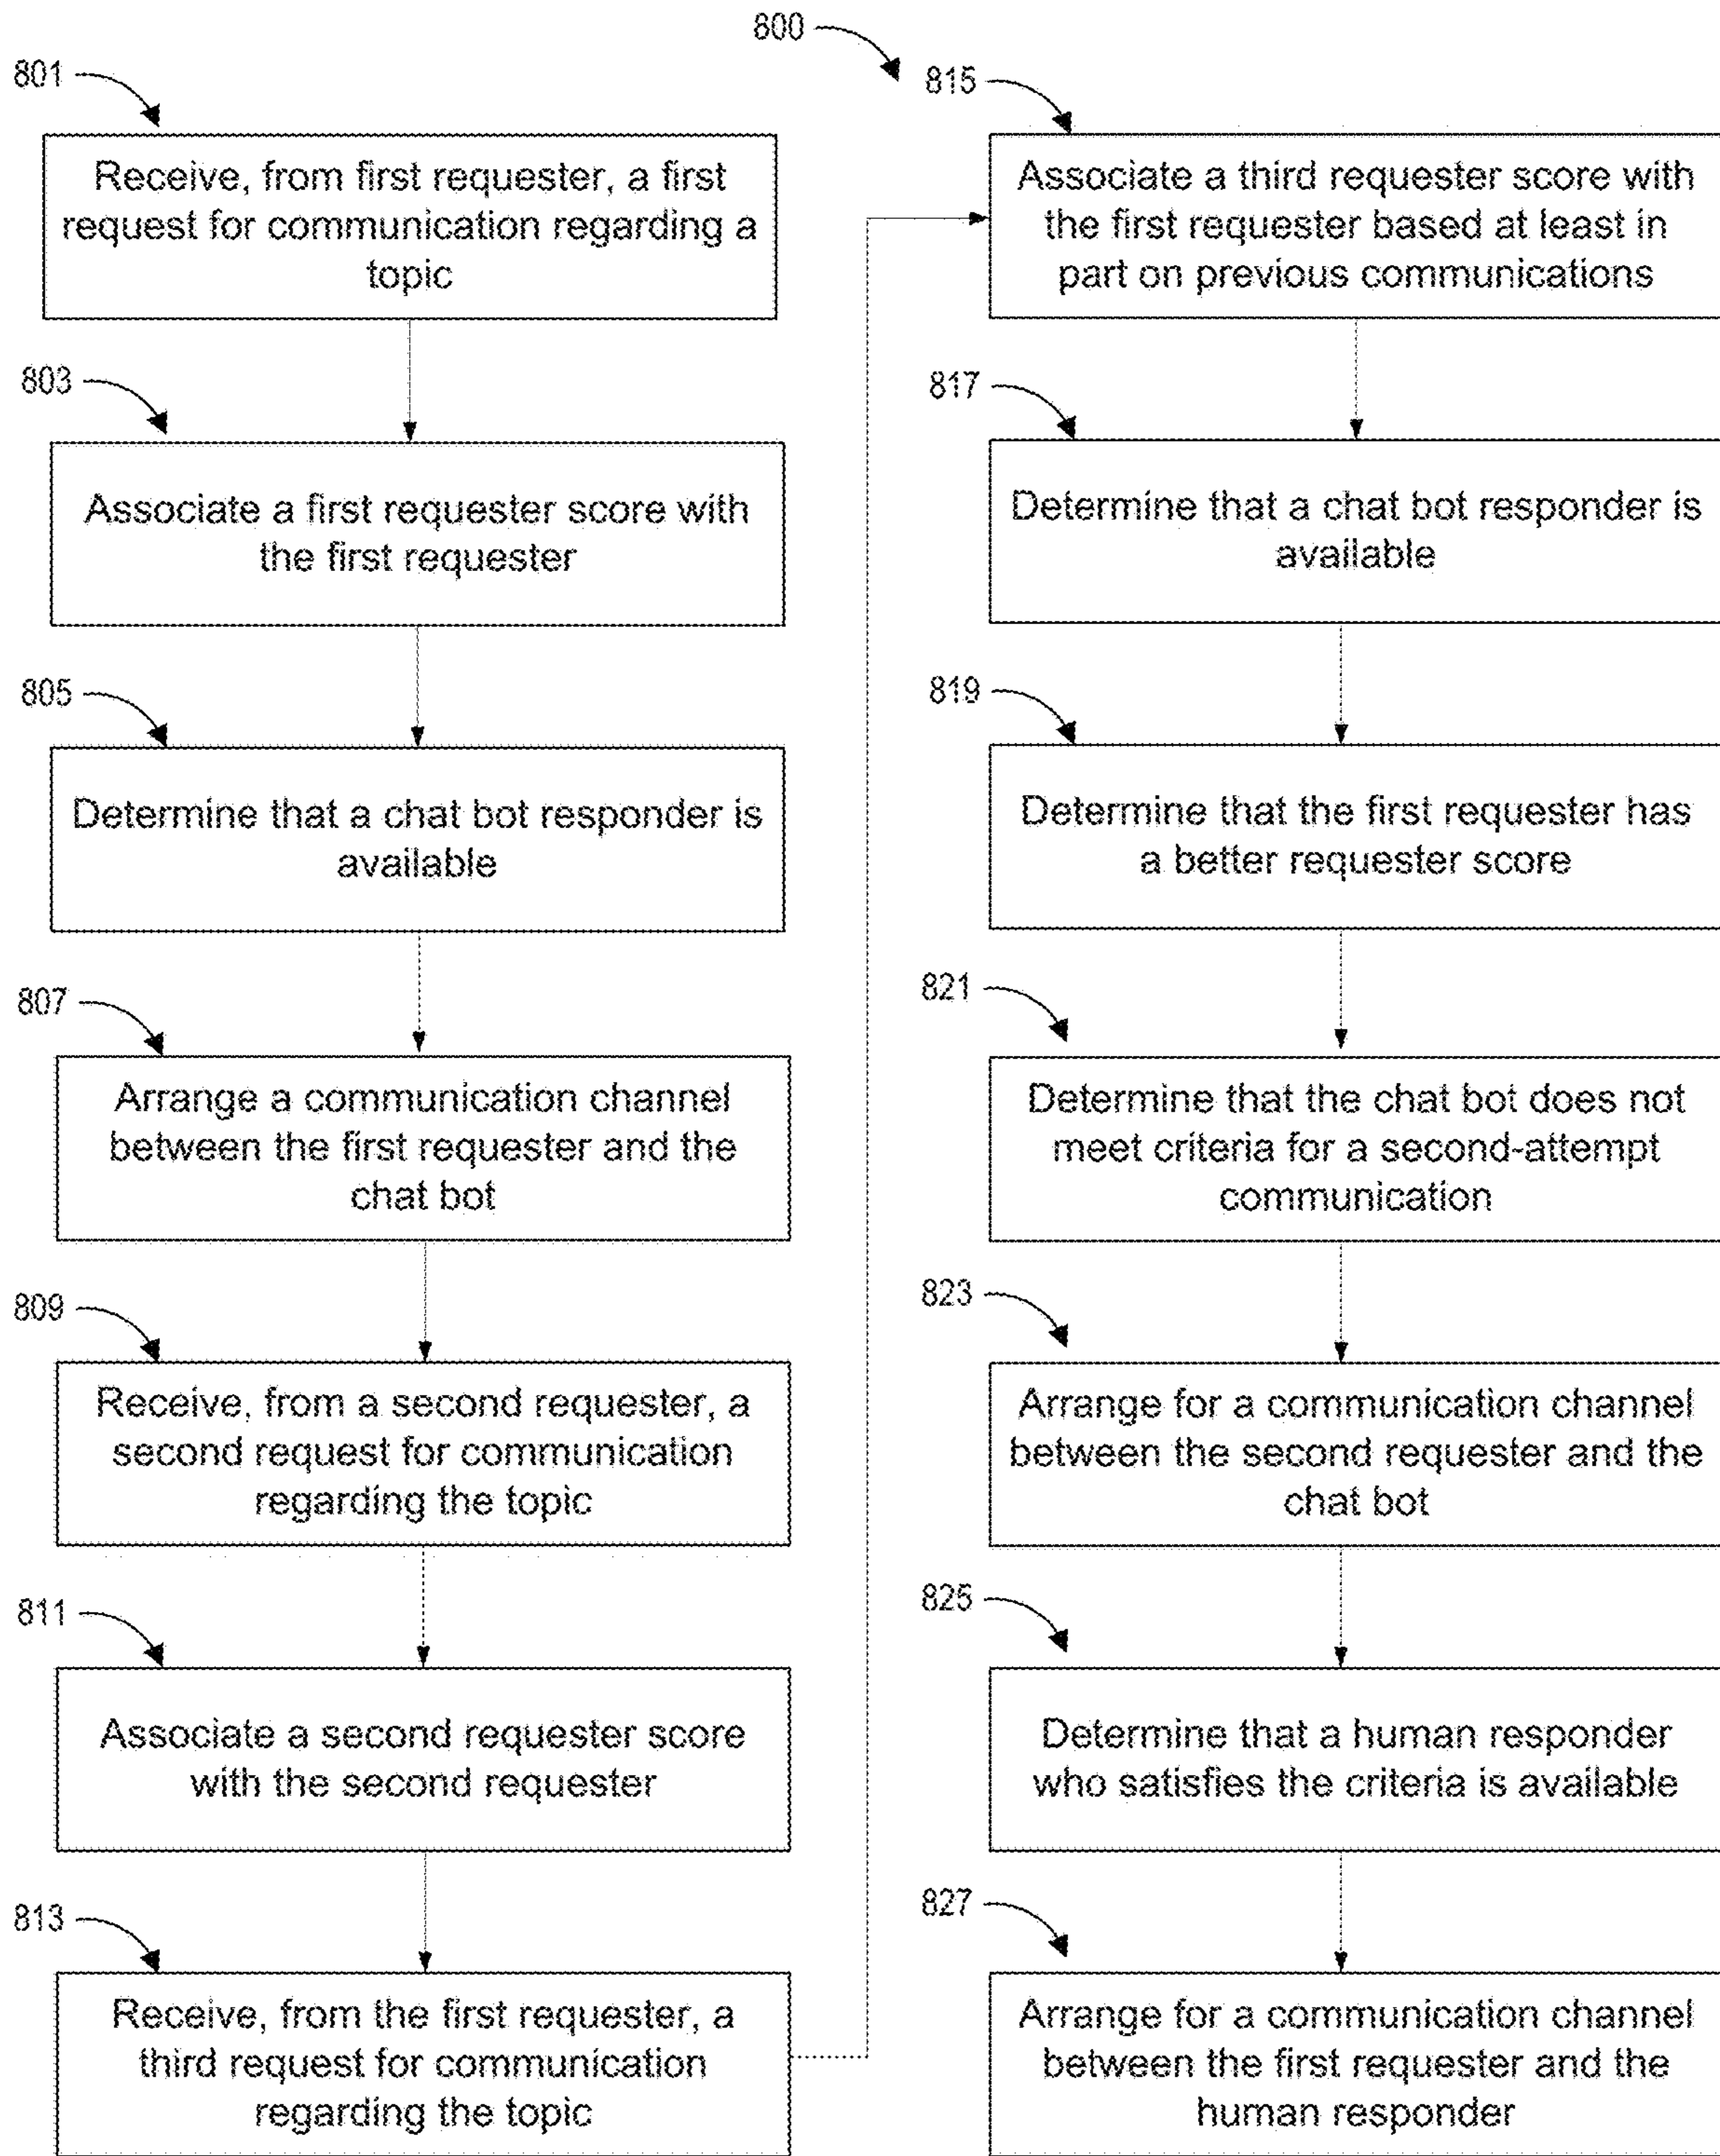 800
801
Receive, from first requester, a first
request for communication regarding a
topic
803
Associate a first requester score with
the first requester
805
Determine that a chat bot responder is
available
807
Arrange a communication channel
between the first requester and the
chat bot
809
Receive, from a second requester, a
second request for communication
regarding the topic
811
Associate a second requester score
with the second requester
813
Receive, from the first requester, a
third request for communication
regarding the topic
815
Associate a third requester score with
the first requester based at least in
part on previous communications
817
Determine that a chat bot responder is
available
819
Determine that the first requester has
a better requester score
821
Determine that the chat bot does not
meet criteria for a second-attempt
communication
823
Arrange for a communication channel
between the second requester and the
chat bot
825
Determine that a human responder
who satisfies the criteria is available
827
Arrange for a communication channel
between the first requester and the
human responder